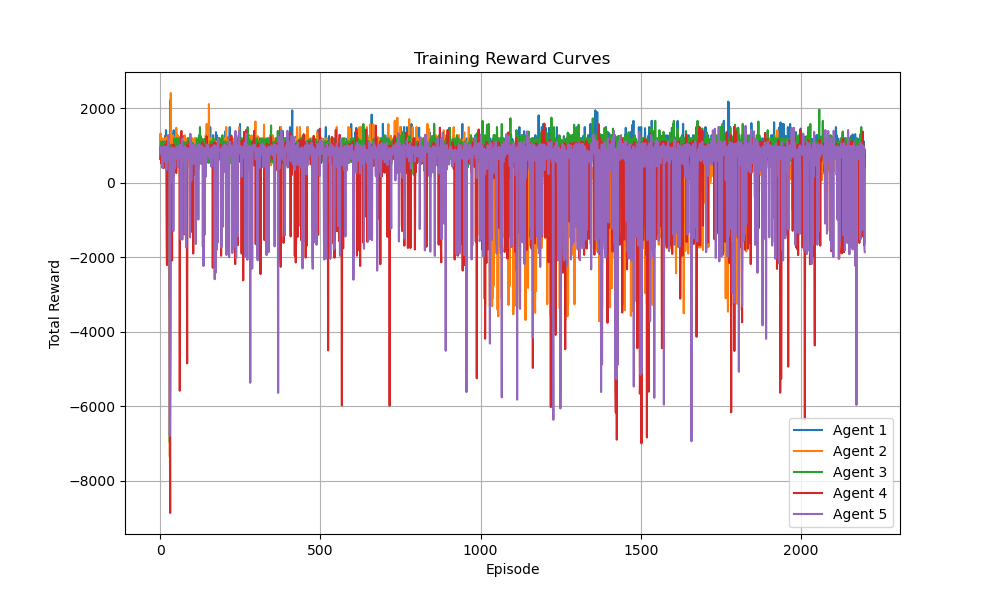 Training Reward Curves
Total Reward
2000
0
−2000
−4000
−6000
−8000
0
500
1000
1500
2000
Episode
Agent 1
Agent 2
Agent 3
Agent 4
Agent 5